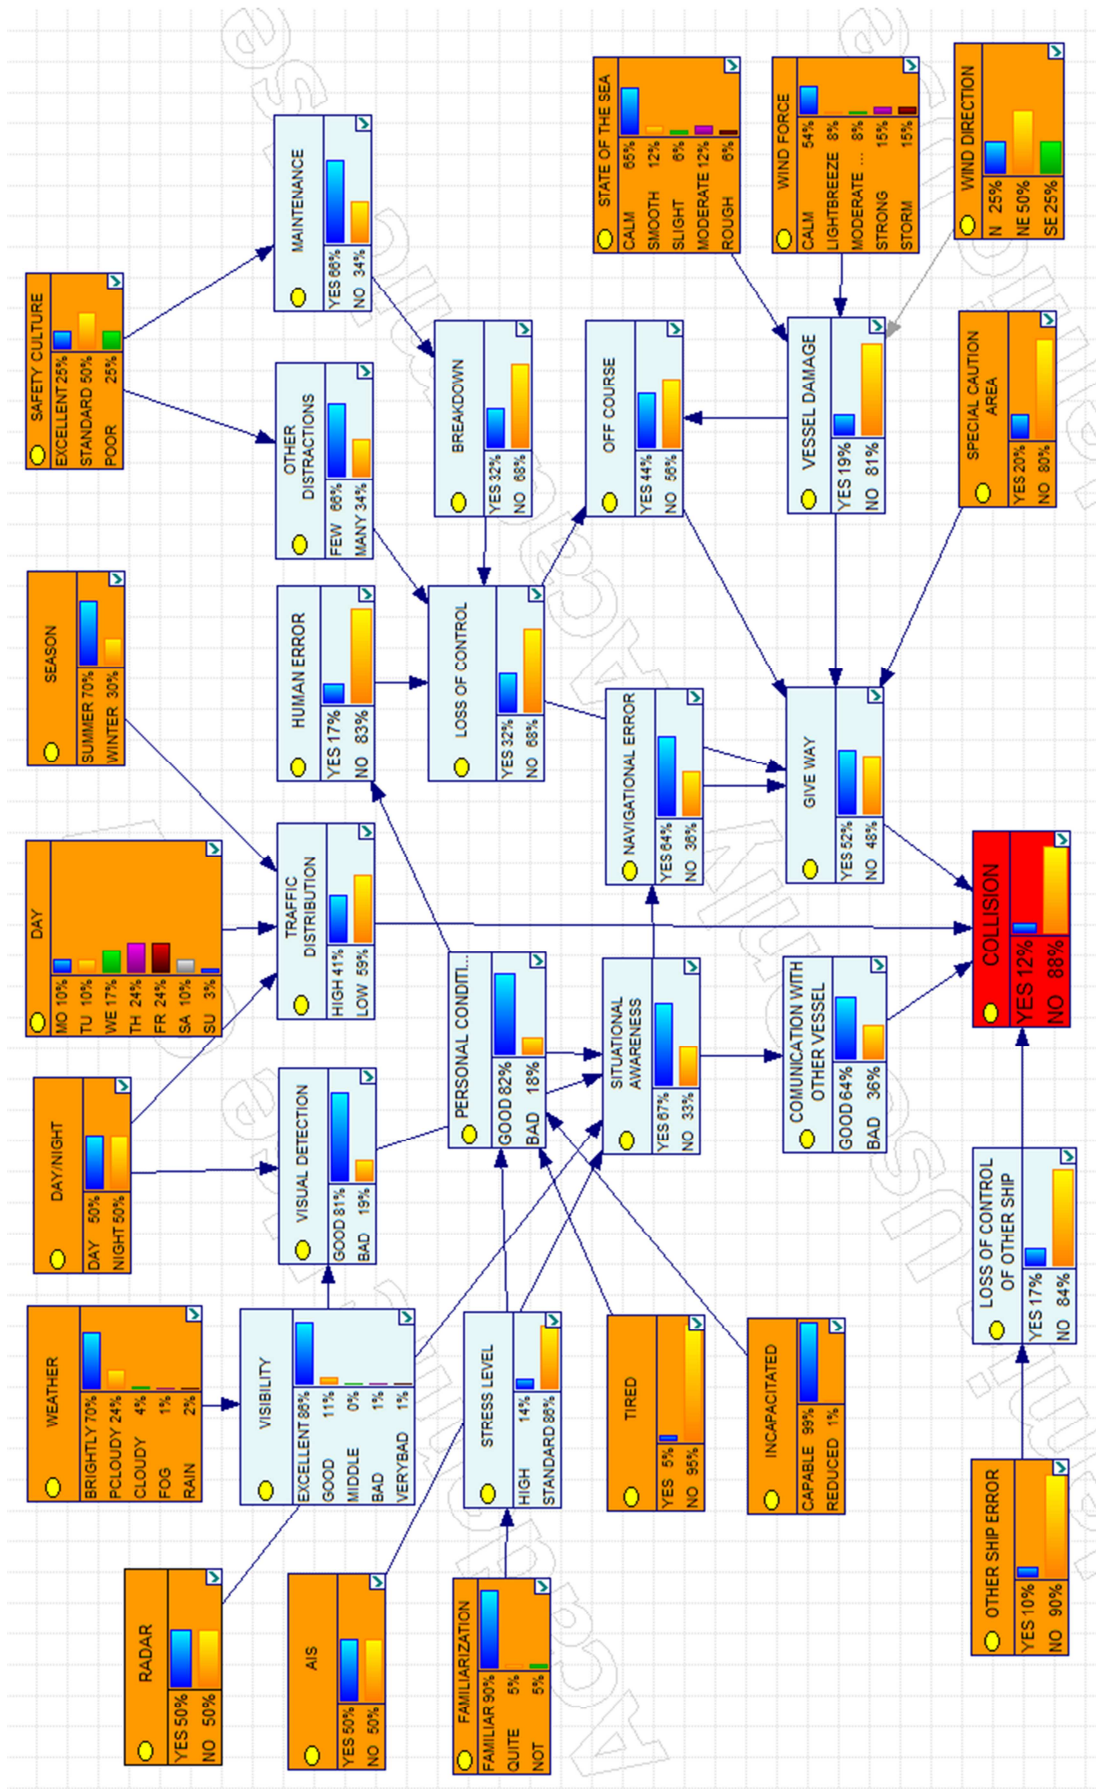 RADAR
YES 50%
NO 50%
AIS
YES 50%
NO 50%
FAMILIARIZATION
FAMILIAR 90%
QUITE 5%
NOT 5%
OTHER SHIP ERROR
YES 10%
NO 90%
WEATHER
BRIGHTLY 70%
PCLOUDY 24%
CLOUDY 4%
FOG 1%
RAIN 2%
VISIBILITY
EXCELLENT 86%
GOOD 11%
MIDDLE 0%
BAD 1%
VERYBAD 1%
STRESS LEVEL
HIGH 14%
STANDARD 86%
TIRED
YES 5%
NO 95%
INCAPACITATED
CAPABLE 99%
REDUCED 1%
LOSS OF CONTROL
OF OTHER SHIP
YES 17%
NO 84%
DAY/NIGHT
DAY 50%
NIGHT 50%
VISUAL DETECTION
GOOD 81%
BAD 19%
PERSONAL CONDITI...
GOOD 82%
BAD 18%
SITUATIONAL
AWARENESS
YES 67%
NO 33%
COMUNICATION WITH
OTHER VESSEL
GOOD 64%
BAD 36%
DAY
MO 10%
TU 10%
WE 17%
TH 24%
FR 24%
SA 10%
SU 3%
TRAFFIC
DISTRIBUTION
HIGH 41%
LOW 59%
COLLISION
YES 12%
NO 88%
SEASON
SUMMER 70%
WINTER 30%
HUMAN ERROR
YES 17%
NO 83%
LOSS OF CONTROL
YES 32%
NO 68%
NAVIGATIONAL ERROR
YES 64%
NO 36%
GIVE WAY
YES 52%
NO 48%
SAFETY CULTURE
EXCELLENT 25%
STANDARD 50%
POOR 25%
OTHER
DISTRACTIONS
FEW 66%
MANY 34%
MAINTENANCE
YES 66%
NO 34%
BREAKDOWN
YES 32%
NO 68%
OFF COURSE
YES 44%
NO 56%
VESSEL DAMAGE
YES 19%
NO 81%
SPECIAL CAUTION
AREA
YES 20%
NO 80%
STATE OF THE SEA
CALM 65%
SMOOTH 12%
SLIGHT 6%
MODERATE 12%
ROUGH 6%
WIND FORCE
CALM 54%
LIGHTBREEZE 8%
MODERATE ... 8%
STRONG 15%
STORM 15%
WIND DIRECTION
N 25%
NE 50%
SE 25%